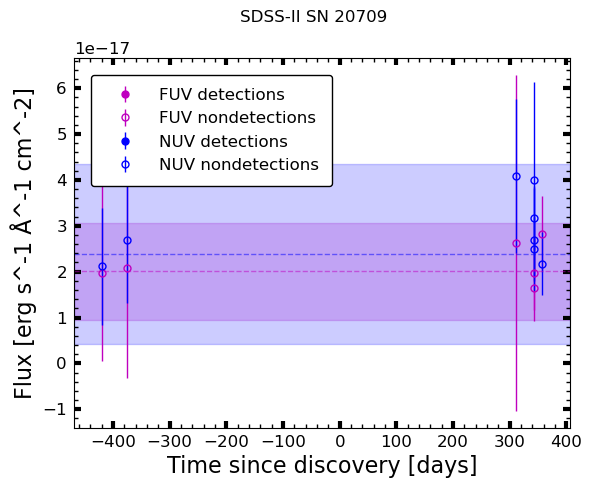 SDSS-II SN 20709
1e−17
FUV detections
FUV nondetections
NUV detections
NUV nondetections
6
5
4
3
2
1
0
−1
−400 −300 −200 −100 0 100 200 300 400
Time since discovery [days]
Flux [erg s^-1 Å^-1 cm^-2]